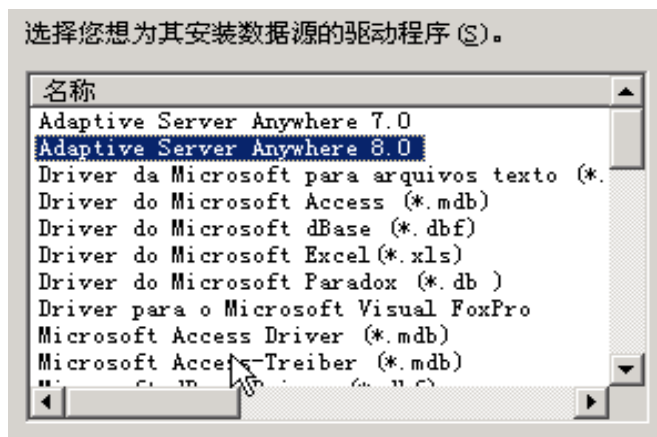 选择您想为其安装数据源的驱动程序(S)。
名称
Adaptive Server Anywhere 7.0
Adaptive Server Anywhere 8.0
Driver da Microsoft para arquivos texto (*.
Driver do Microsoft Access (*.mdb)
Driver do Microsoft dBase (*.dbf)
Driver do Microsoft Excel(*.xls)
Driver do Microsoft Paradox (*.db )
Driver para o Microsoft Visual FoxPro
Microsoft Access Driver (*.mdb)
Microsoft Access-Treiber (*.mdb)